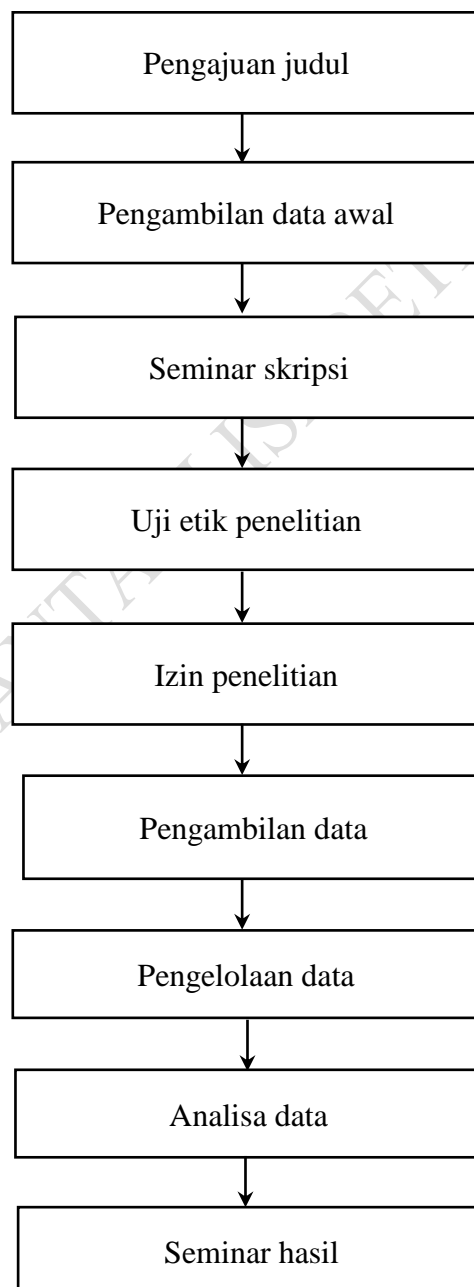 Pengajuan judul
Pengambilan data awal
Seminar skripsi
Uji etik penelitian
Izin penelitian
Pengambilan data
Pengelolaan data
Analisa data
Seminar hasil